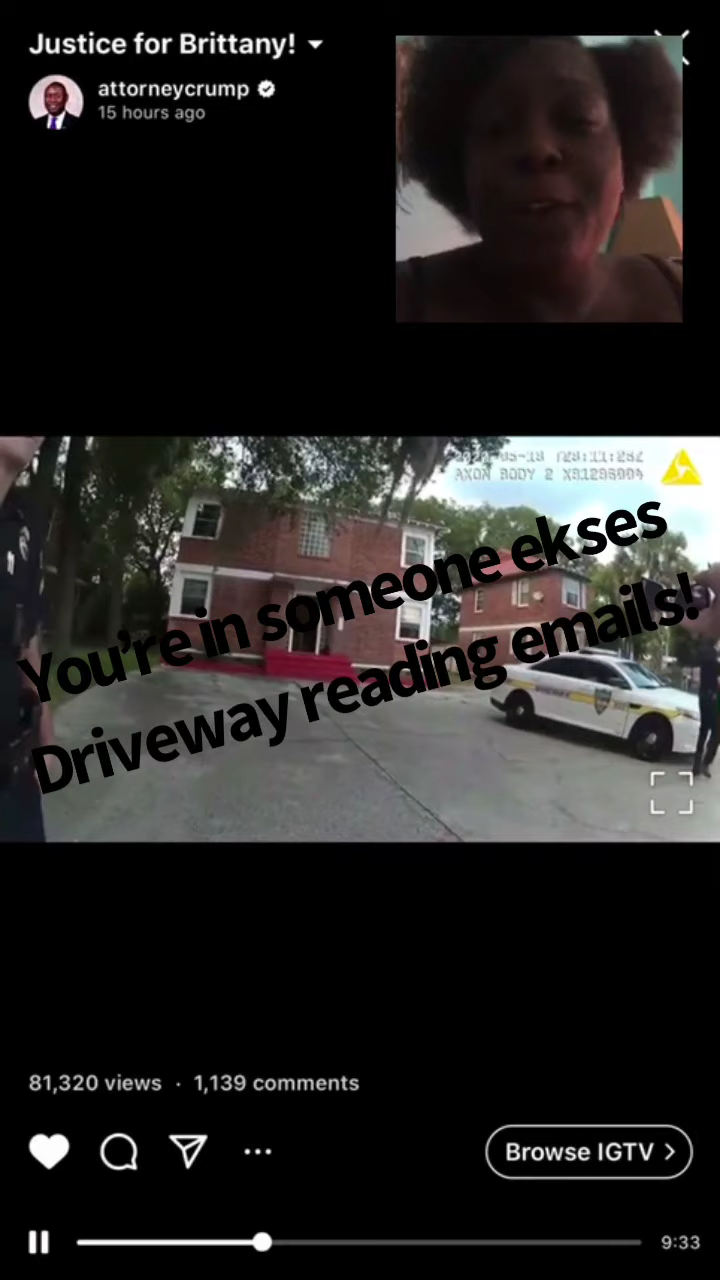 Justice for Brittany!
attorneycrump
15 hours ago
AXON BODY 2 X81286004
You're in someone ekses
Driveway reading emails!
81,320 views · 1,139 comments
Browse IGTV >
9:33